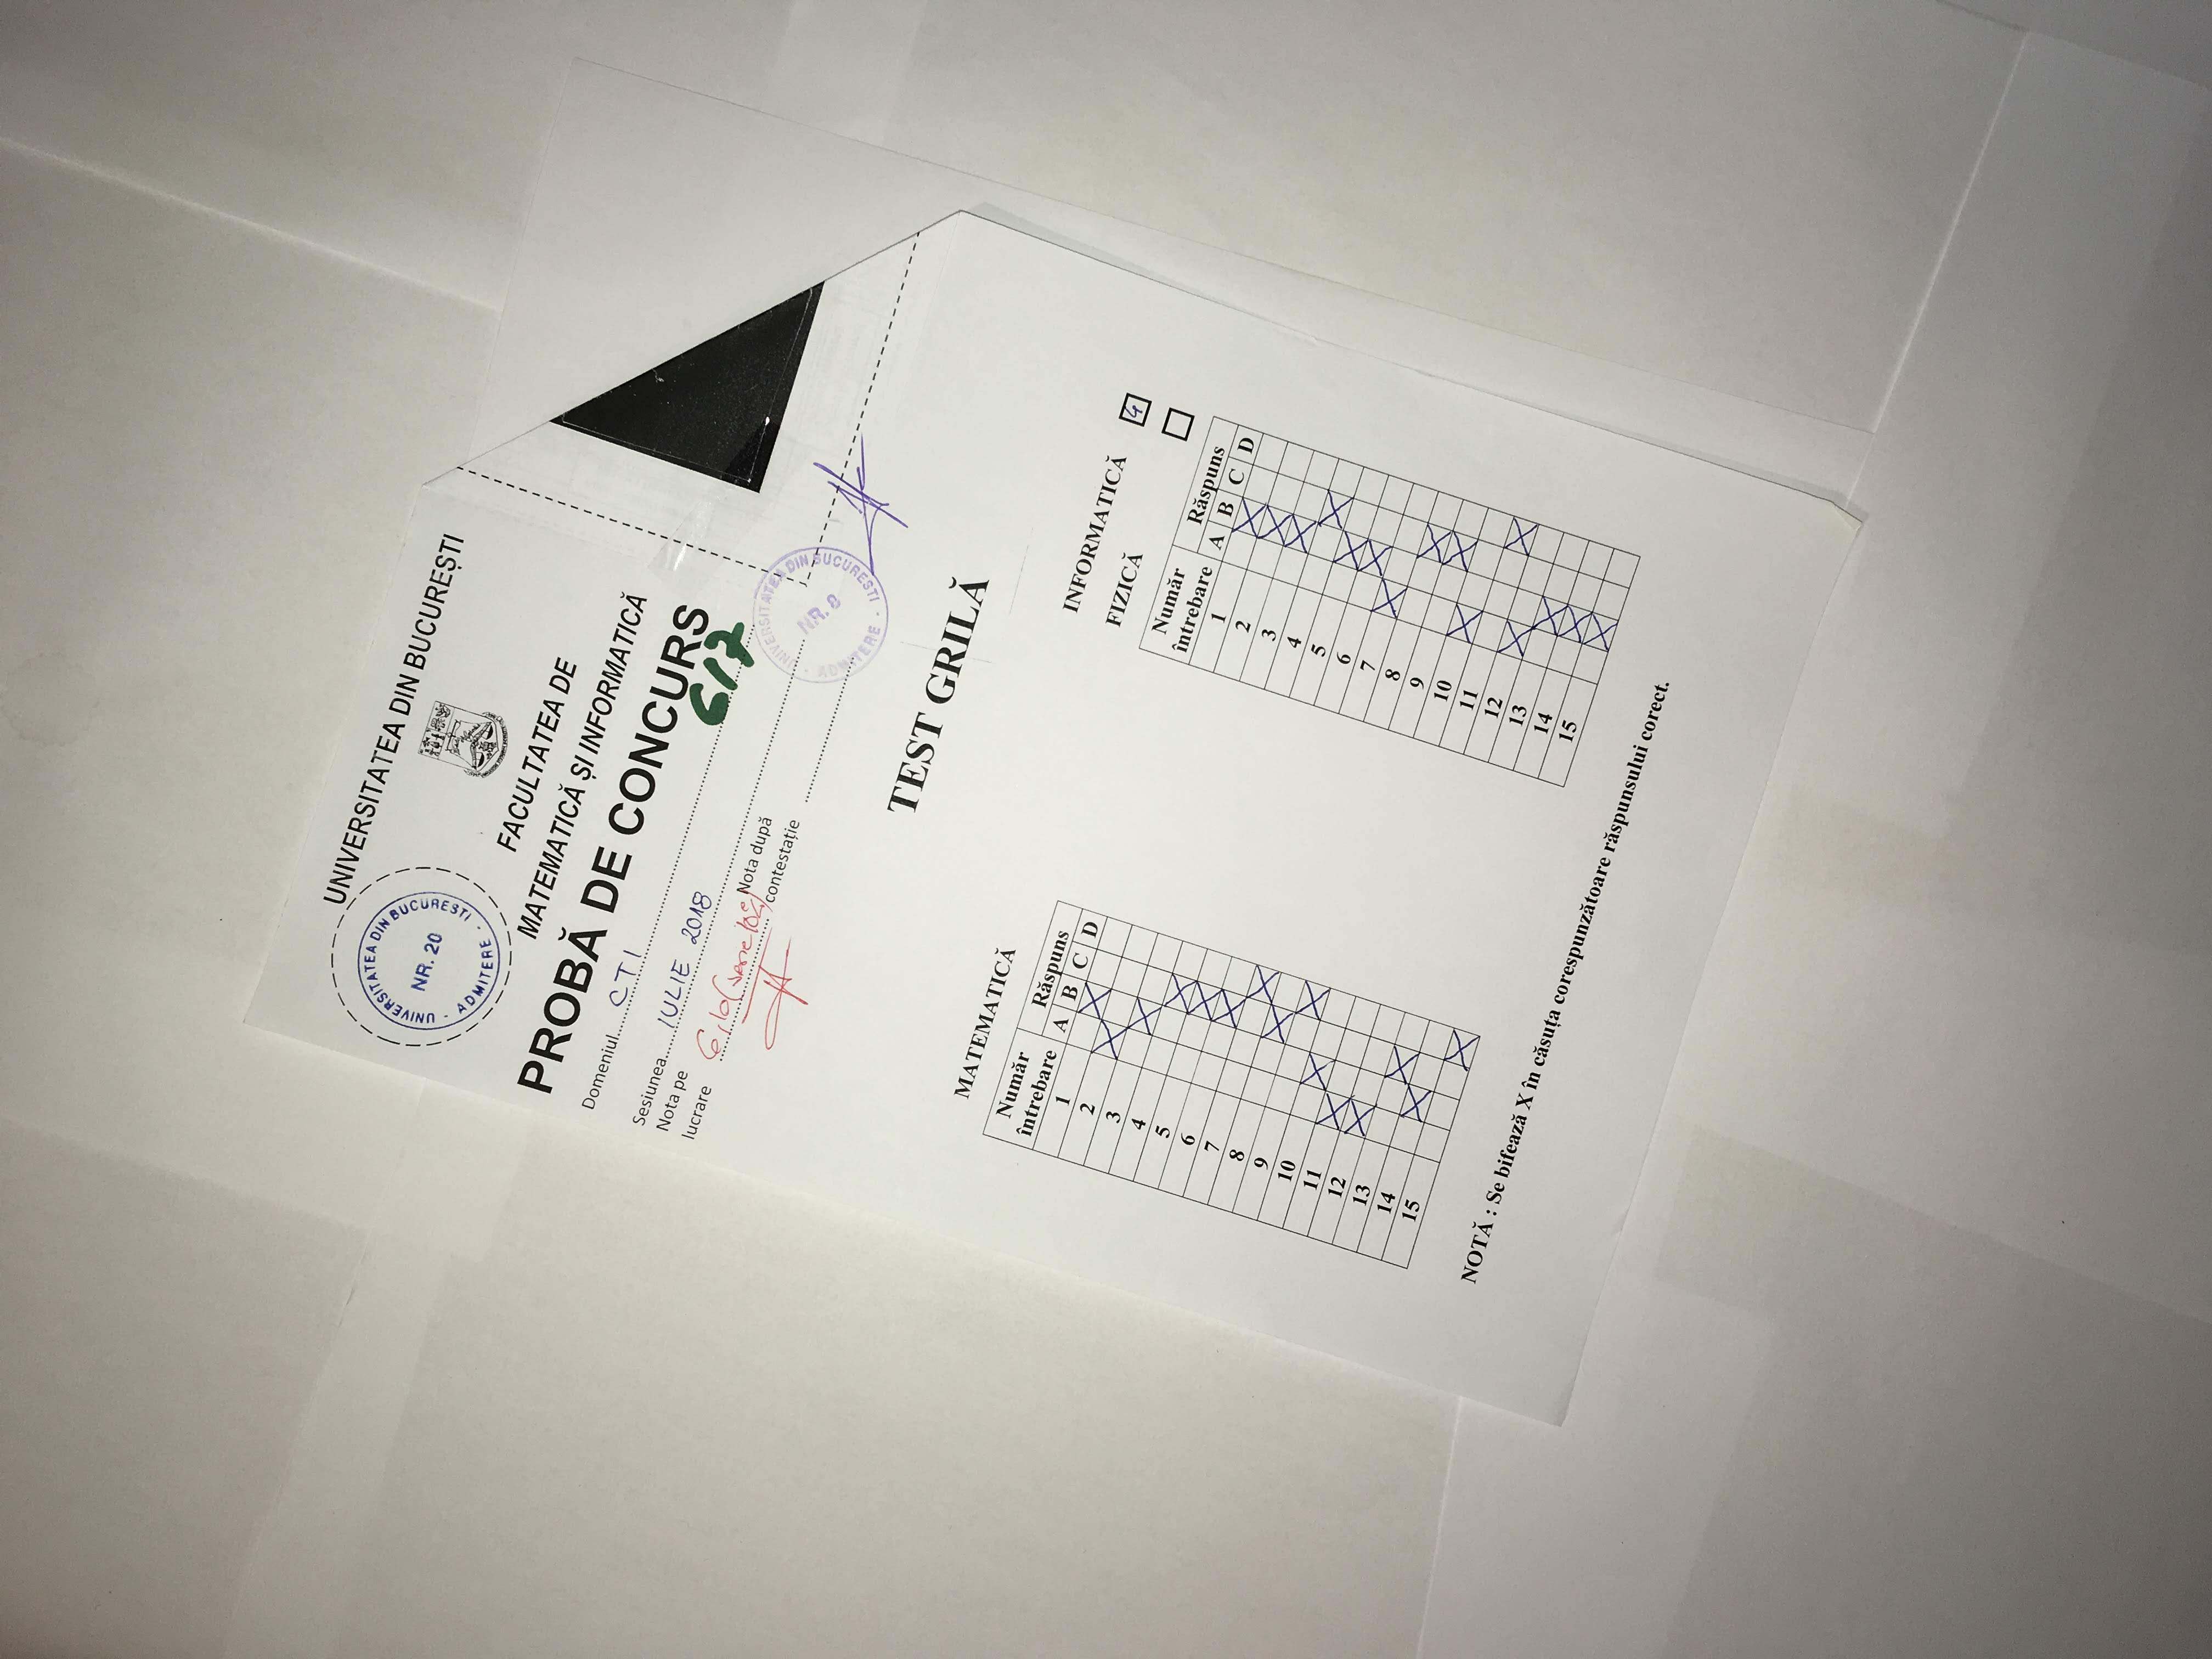 UNIVERSITATEA DIN BUCUREȘTI
UNIVERSITATEA DIN BUCUREȘTI
NR. 20
ADMITERE
FACULTATEA DE
MATEMATICĂ ȘI INFORMATICĂ
PROBĂ DE CONCURS
Domeniul CTI
617
Sesiunea IULIE 2018
Nota pe lucrare 6,10
Nota după contestație
UNIVERSITATEA DIN BUCURESTI
NR. 8
ADMITERE
TEST GRILĂ
MATEMATICĂ
Număr întrebare Răspuns
A B C D
1 X
2 X
3 X
4 X
5 X
6 X
7 X
8 X
9 X
10 X
11 X
12 X
13 X
14 X
15 X
INFORMATICĂ 4
FIZICĂ
Număr întrebare Răspuns
A B C D
1 X
2 X
3 X
4 X
5 X
6 X
7 X
8 X
9 X
10 X
11 X
12 X
13 X
14 X
15 X
NOTĂ : Se bifează X în căsuța corespunzătoare răspunsului corect.